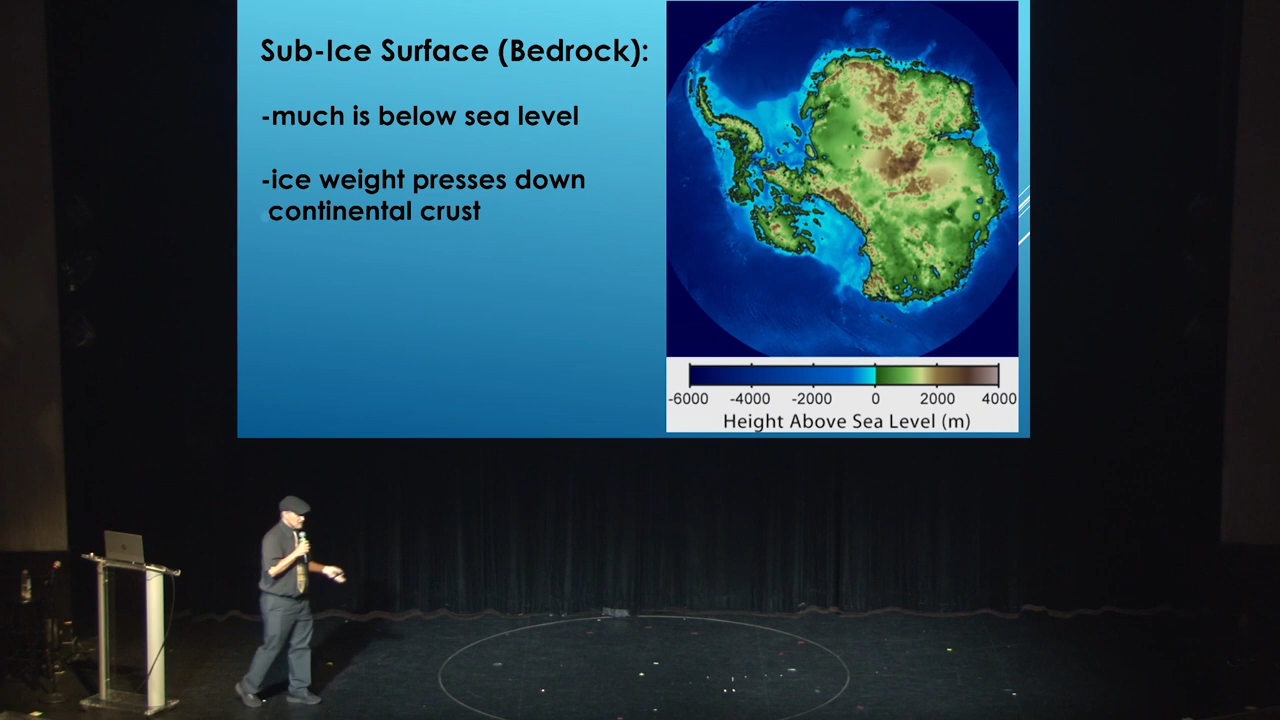 Sub-Ice Surface (Bedrock):
-much is below sea level
-ice weight presses down
continental crust
-6000 -4000 -2000 0 2000 4000
Height Above Sea Level (m)